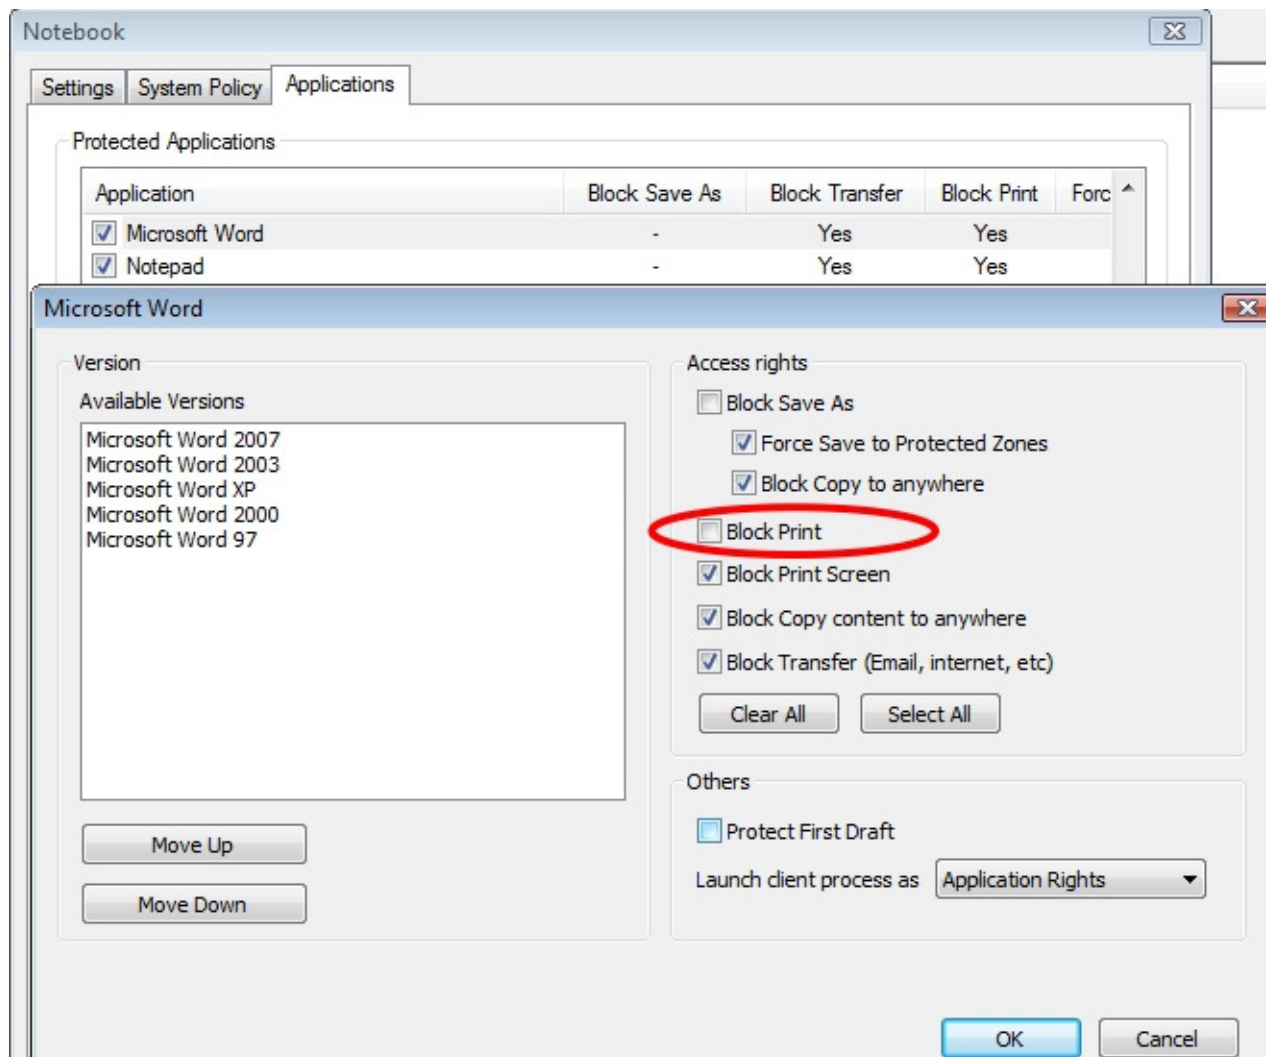 Notebook
Settings System Policy Applications
Protected Applications
Application Block Save As Block Transfer Block Print Forc
Microsoft Word - Yes Yes
Notepad - Yes Yes
Microsoft Word
Version
Available Versions
Microsoft Word 2007
Microsoft Word 2003
Microsoft Word XP
Microsoft Word 2000
Microsoft Word 97
Move Up
Move Down
Access rights
Block Save As
Force Save to Protected Zones
Block Copy to anywhere
Block Print
Block Print Screen
Block Copy content to anywhere
Block Transfer (Email, internet, etc)
Clear All Select All
Others
Protect First Draft
Launch client process as Application Rights
OK Cancel